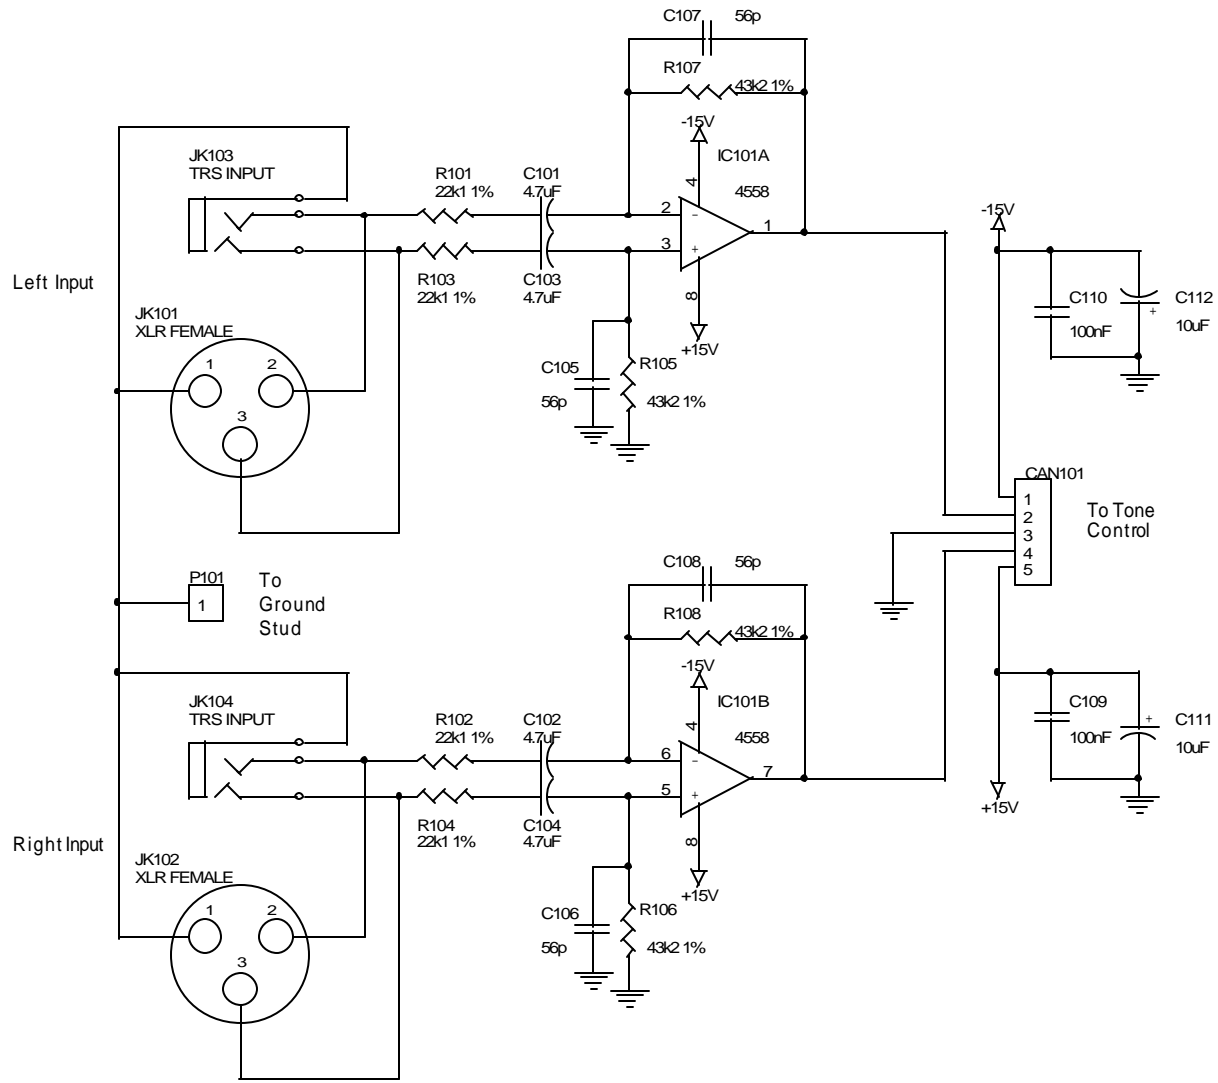 C107 56p
R107
43k2 1%
-15V
JK103
TRS INPUT
IC101A
R101
22k1 1%
C101
4.7uF
4
4558
2
-
1
3
+
-15V
R103
22k1 1%
C103
4.7uF
Left Input
8
C110
100nF
C112
+
10uF
JK101
XLR FEMALE
+15V
1
2
3
C105
56p
R105
43k2 1%
CAN101
1
2
3
4
5
To Tone
Control
P101
1
To
Ground
Stud
C108 56p
R108
43k2 1%
-15V
JK104
TRS INPUT
IC101B
R102
22k1 1%
C102
4.7uF
4
4558
6
-
7
5
+
C109
100nF
+
C111
10uF
+15V
R104
22k1 1%
C104
4.7uF
Right Input
8
JK102
XLR FEMALE
+15V
1
2
3
C106
56p
R106
43k2 1%